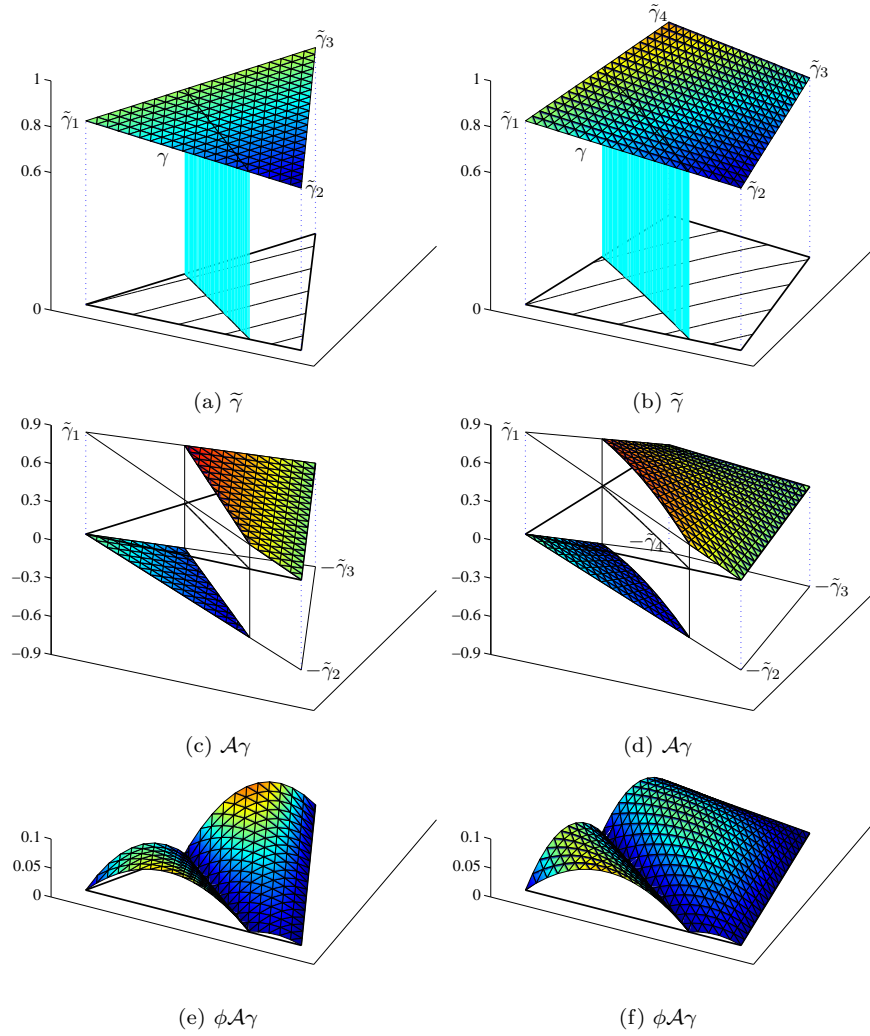 γ̃₃
γ̃₄
γ̃₃
1
γ̃₁
0.8
γ
0.6
γ̃₂
0
1
γ̃₁
0.8
γ
0.6
γ̃₂
0
(a) γ̃
(b) γ̃
0.9
γ̃₁
0.6
0.3
0
−0.3
−0.6
−0.9
−γ̃₃
−γ̃₂
γ̃₁
0.9
0.6
0.3
0
−0.3
−0.6
−0.9
−γ̃₄
−γ̃₃
−γ̃₂
(c) 𝒜γ
(d) 𝒜γ
0.1
0.05
0
0.1
0.05
0
(e) ϕ𝒜γ
(f) ϕ𝒜γ